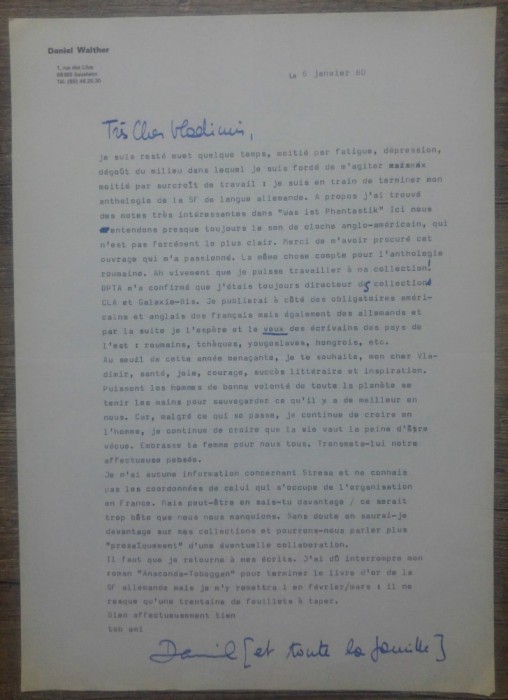 Daniel Walther
1, rue des Lilas
68390 Sausheim
Le 6 janvier 80
Très Cher Vladimir,
je suis resté muet quelque temps, moitié par fatigue, dépression,
dégoût du milieu dans lequel je suis forcé de m'agiter
moitié par surcroît de travail : je suis en train de terminer mon
anthologie de la SF de langue allemande. A propos j'ai trouvé
des notes très intéressantes dans "Was ist Phantastik" Ici nous
entendons presque toujours le son de cloche anglo-américain, qui
n'est pas forcément le plus clair. Merci de m'avoir procuré cet
ouvrage qui m'a passionné. La même chose compte pour l'anthologie
roumaine. Ah vivement que je puisse travailler à ma collection!
OPTA m'a confirmé que j'étais toujours directeur des collections
CLA et Galaxie-Bis. Je publierai à côté des obligatoires améri-
cains et anglais des français mais également des allemands et
par la suite je l'espère et le veux des écrivains des pays de
l'est : roumains, tchèques, yougoslaves, hongrois, etc.
Au seuil de cette année menaçante, je te souhaite, mon cher Vla-
dimir, santé, joie, courage, succès littéraire et inspiration.
Puissent les hommes de bonne volonté de toute la planète se
tenir les mains pour sauvegarder ce qu'il y a de meilleur en
nous. Car, malgré ce qui se passe, je continue de croire en
l'homme, je continue de croire que la vie vaut la peine d'être
vécue. Embrasse ta femme pour nous tous. Transmets-lui notre
affectueuse pensée.
Je n'ai aucune information concernant Stresa et ne connais
pas les coordonnées de celui qui s'occupe de l'organisation
en France. Mais peut-être en sais-tu davantage / ce serait
trop bête que nous nous manquions. Sans doute en saurai-je
davantage sur mes collections et pourrons-nous parler plus
"prosaïquement" d'une éventuelle collaboration.
Il faut que je retourne à mes écrits. J'ai dû interrompre mon
roman "Anaconda-Toboggan" pour terminer le livre d'or de la
SF allemande mais je m'y remettrai en février/mars : il ne
resque qu'une trentaine de feuillets à taper.
Bien affectueusement tien
ton ami
Daniel [et toute la famille]